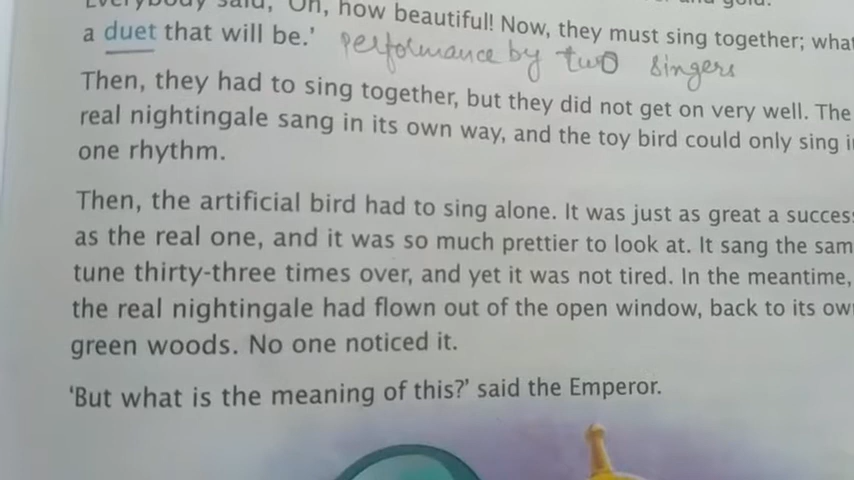 Everybody said, 'Oh, how beautiful! Now, they must sing together; what
a duet that will be.' performance by two singers
Then, they had to sing together, but they did not get on very well. The
real nightingale sang in its own way, and the toy bird could only sing
one rhythm.
Then, the artificial bird had to sing alone. It was just as great a
as the real one, and it was so much prettier to look at. It sang the
tune thirty-three times over, and yet it was not tired. In the meantime,
the real nightingale had flown out of the open window, back to its
green woods. No one noticed it.
'But what is the meaning of this?' said the Emperor.